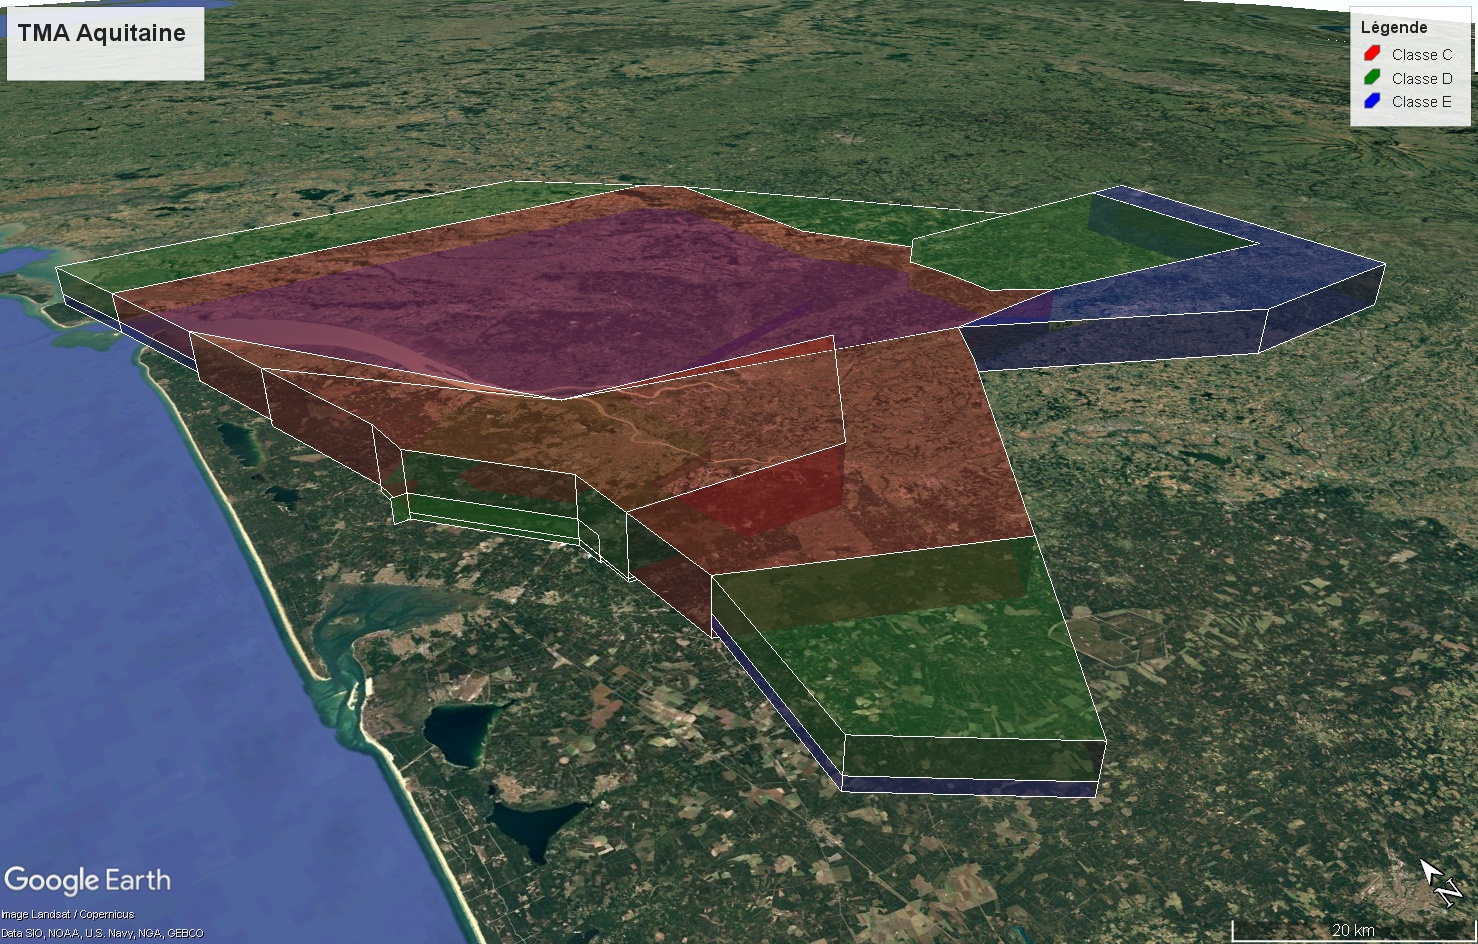 TMA Aquitaine
Légende
Classe C
Classe D
Classe E
Google Earth
Image Landsat / Copernicus
Data SIO, NOAA, U.S. Navy, NGA, GEBCO
N
20 km